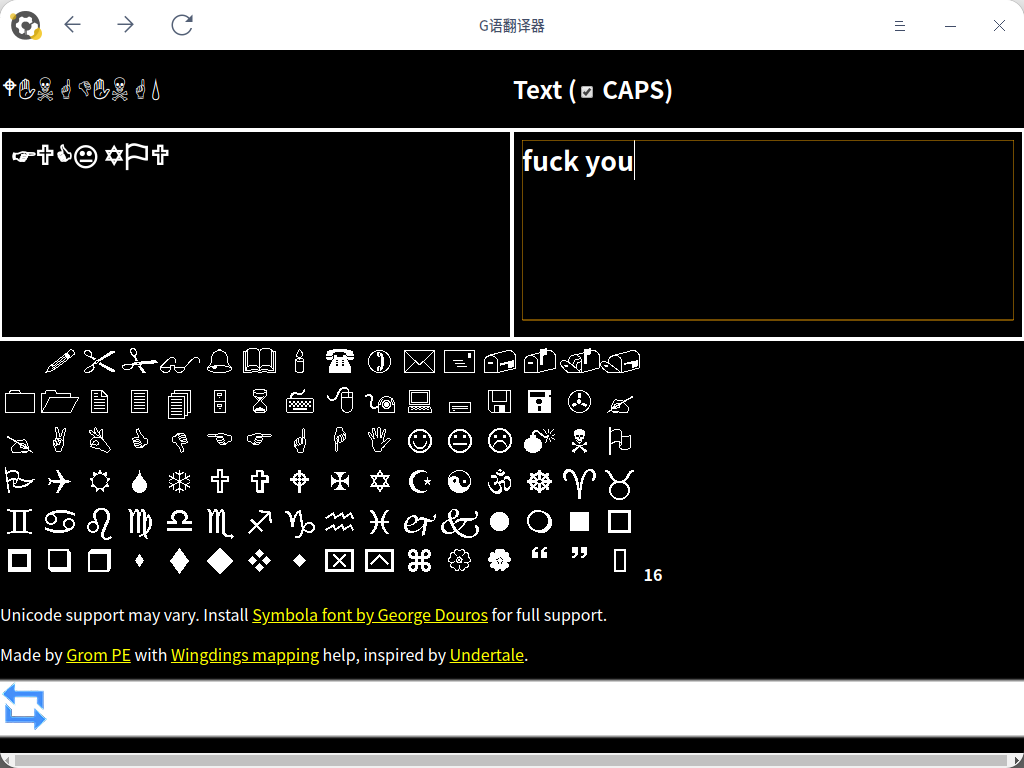 G语翻译器
🕈✋☠☝👎✋☠☝💧
Text (☑ CAPS)
☞🕆👍😐 ✡⚐🕆
fuck you
16
Unicode support may vary. Install Symbola font by George Douros for full support.
Made by Grom PE with Wingdings mapping help, inspired by Undertale.